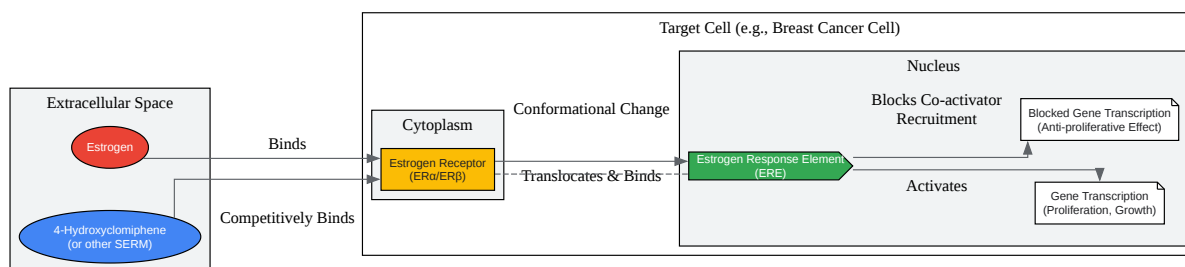 Target Cell (e.g., Breast Cancer Cell)
Nucleus
Extracellular Space
Estrogen
4-Hydroxyclomiphene
(or other SERM)
Binds
Competitively Binds
Cytoplasm
Estrogen Receptor
(ERα/ERβ)
Conformational Change
Translocates & Binds
Estrogen Response Element
(ERE)
Blocks Co-activator
Recruitment
Activates
Blocked Gene Transcription
(Anti-proliferative Effect)
Gene Transcription
(Proliferation, Growth)